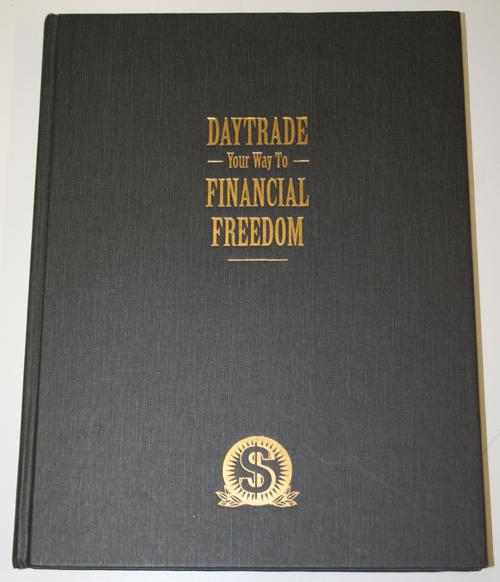 DAYTRADE
Your Way To
FINANCIAL
FREEDOM
$